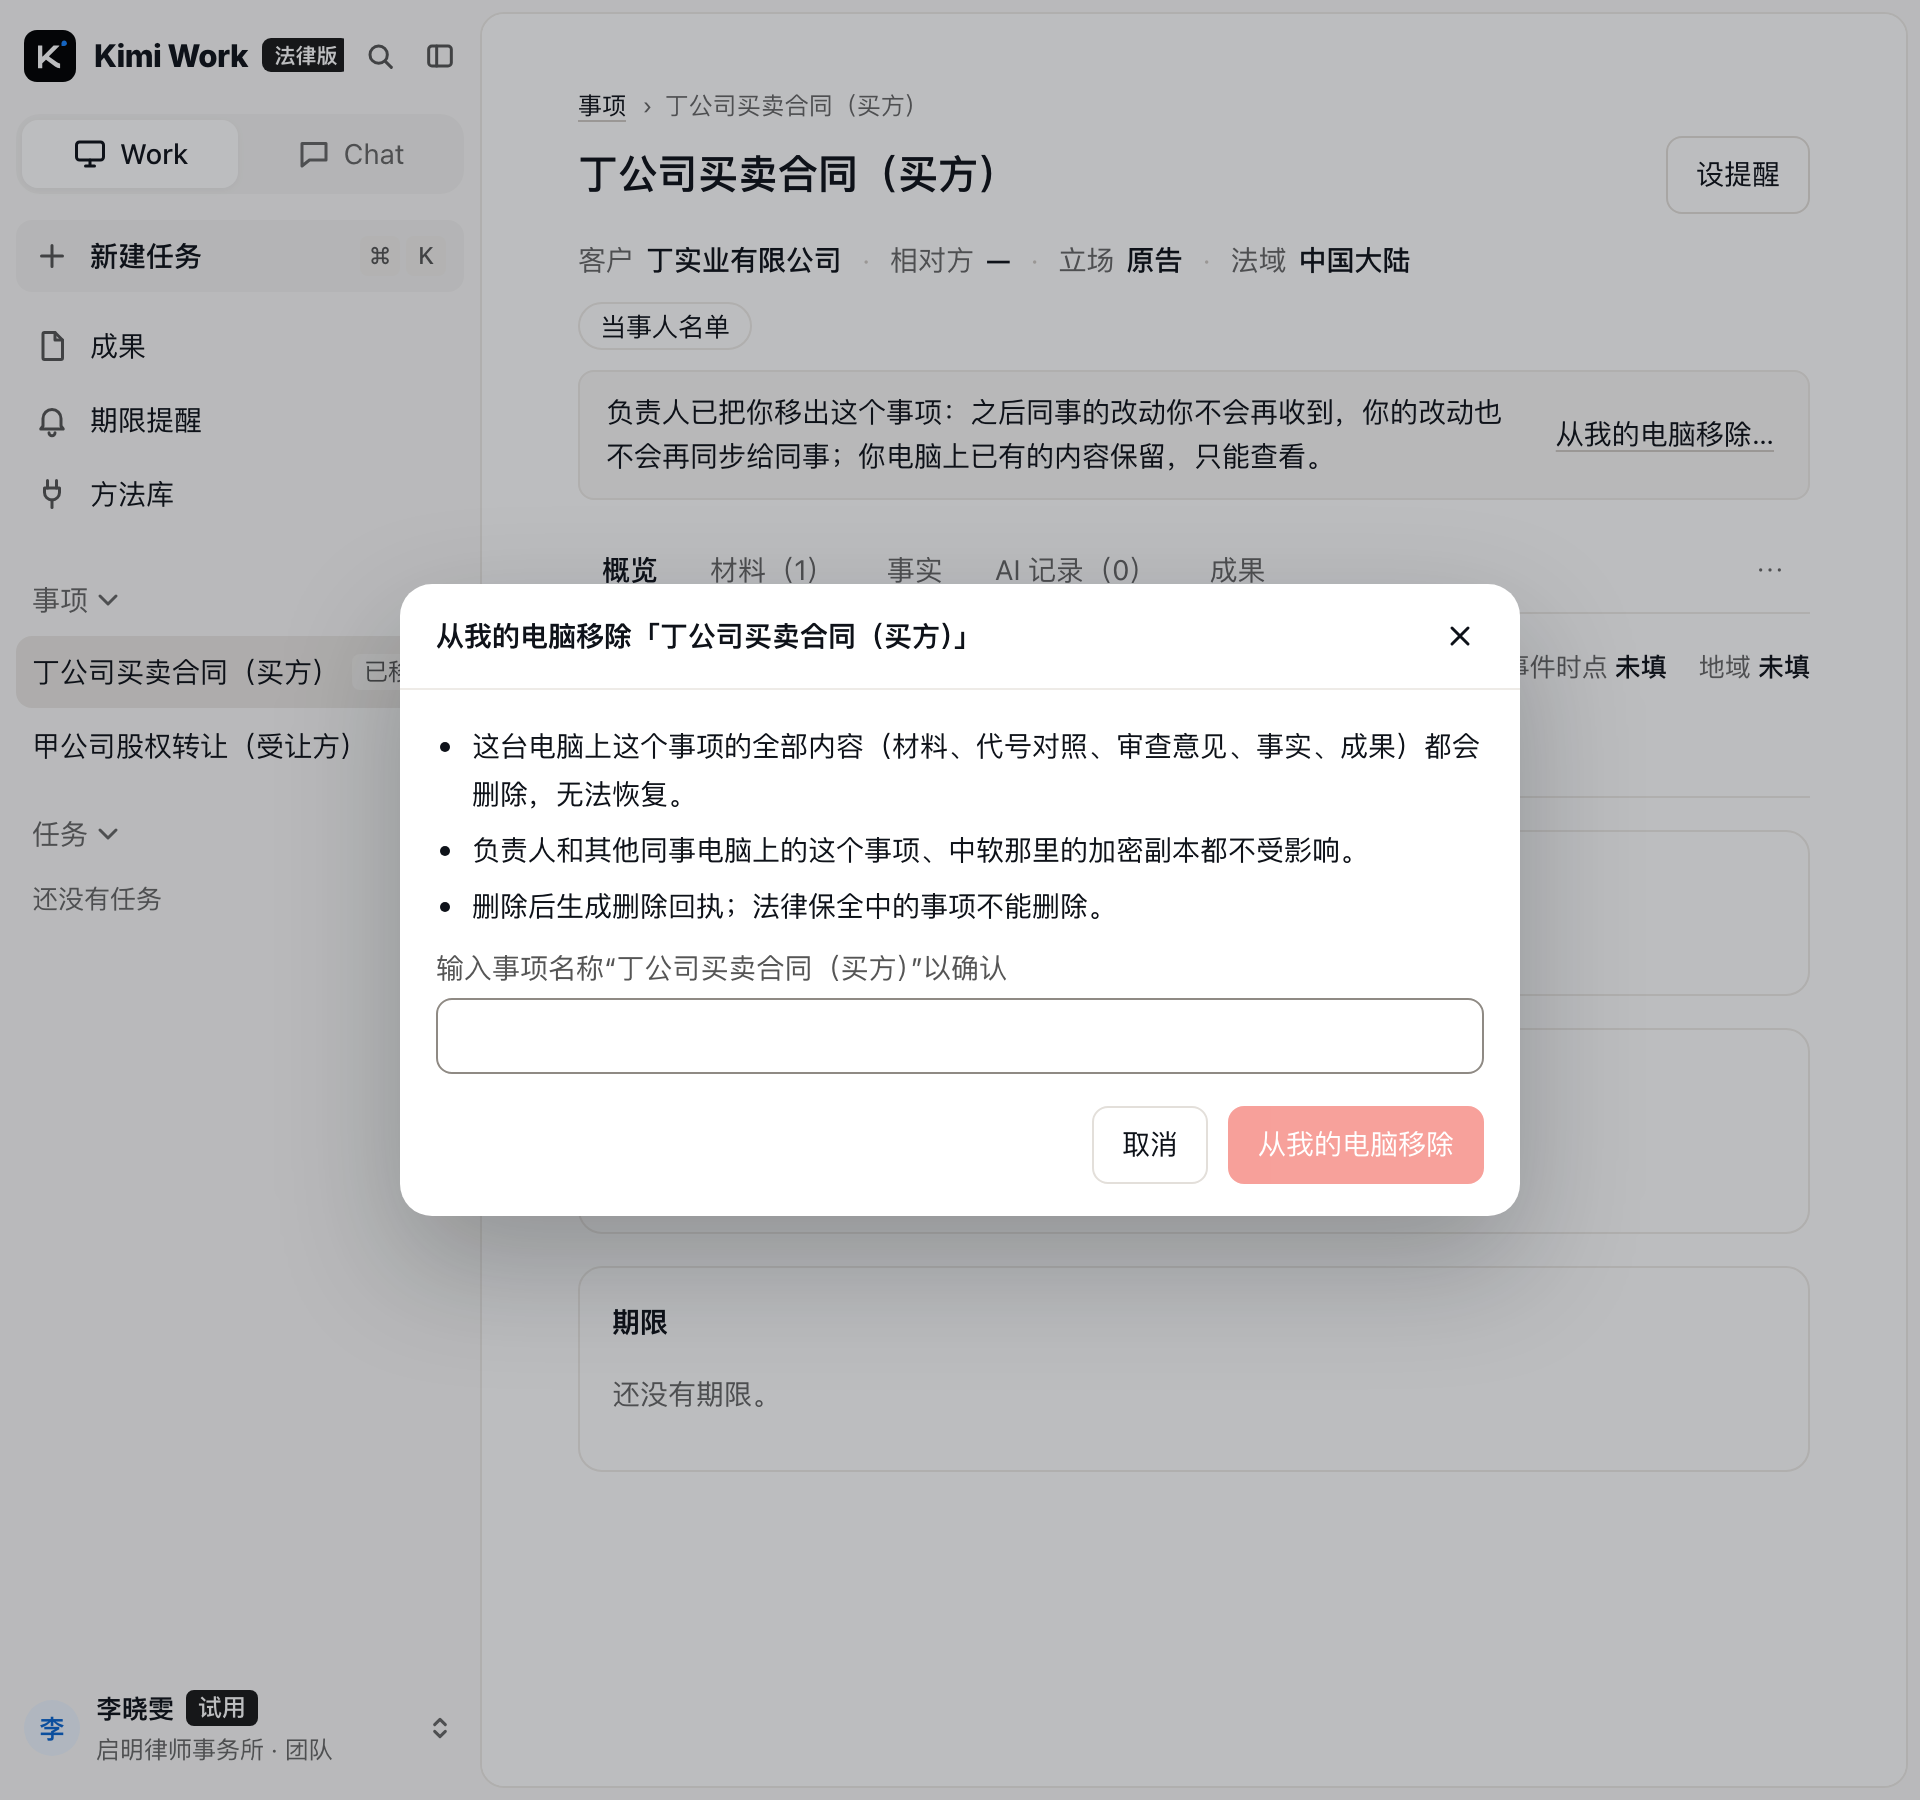 Kimi Work 法律版
Work
Chat
新建任务 ⌘ K
成果
期限提醒
方法库
事项
丁公司买卖合同（买方）
甲公司股权转让（受让方）
任务
还没有任务
李 李晓雯 试用
启明律师事务所 · 团队
事项 › 丁公司买卖合同（买方）
丁公司买卖合同（买方）
设提醒
客户 丁实业有限公司 · 相对方 — · 立场 原告 · 法域 中国大陆
当事人名单
负责人已把你移出这个事项：之后同事的改动你不会再收到，你的改动也
不会再同步给同事；你电脑上已有的内容保留，只能查看。
从我的电脑移除...
概览 材料（1） 事实 AI 记录（0） 成果 ···
件时点 未填 地域 未填
从我的电脑移除「丁公司买卖合同（买方）」
• 这台电脑上这个事项的全部内容（材料、代号对照、审查意见、事实、成果）都会
删除，无法恢复。
• 负责人和其他同事电脑上的这个事项、中软那里的加密副本都不受影响。
• 删除后生成删除回执；法律保全中的事项不能删除。
输入事项名称“丁公司买卖合同（买方）”以确认
取消
从我的电脑移除
期限
还没有期限。